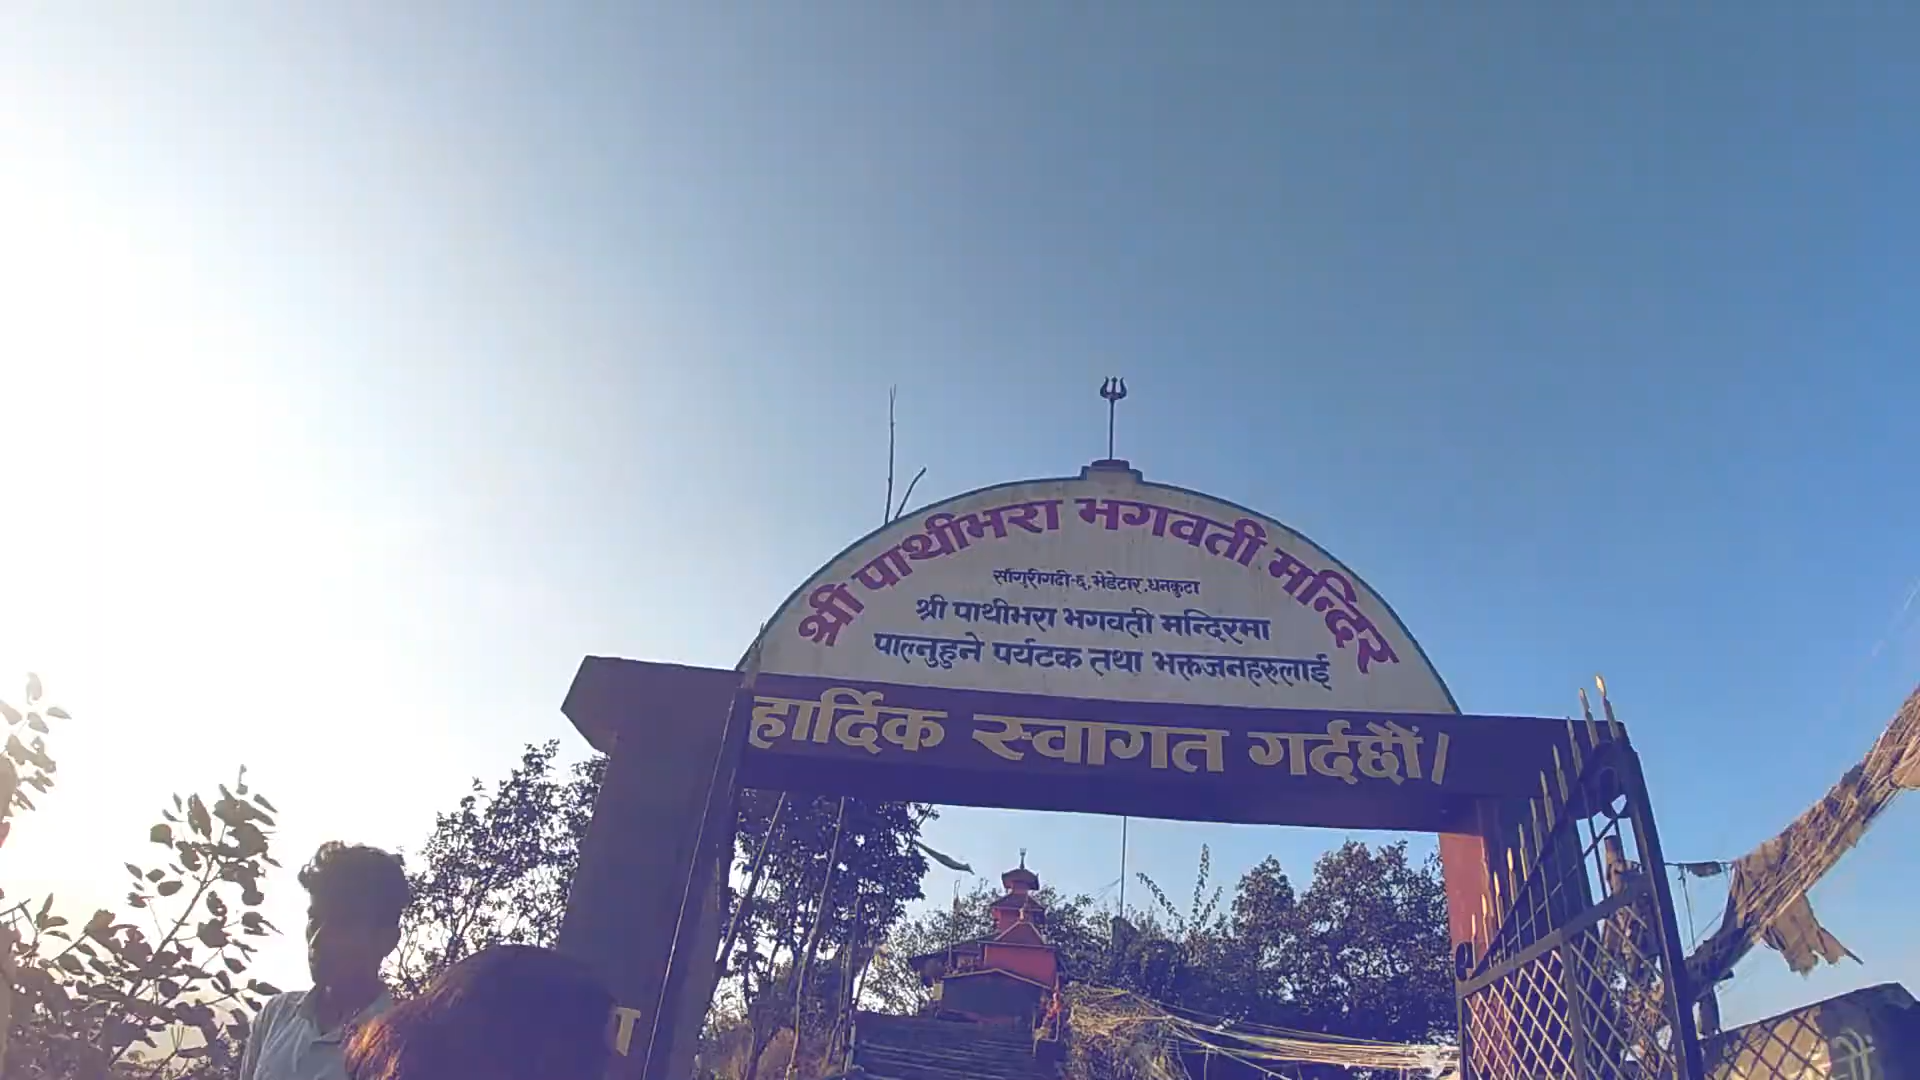 श्री पाथीभरा भगवती मन्दिर
साँगुरीगढी-६, भेडेटार, धनकुटा
श्री पाथीभरा भगवती मन्दिरमा
पाल्नुहुने पर्यटक तथा भक्तजनहरुलाई
हार्दिक स्वागत गर्दछौं।